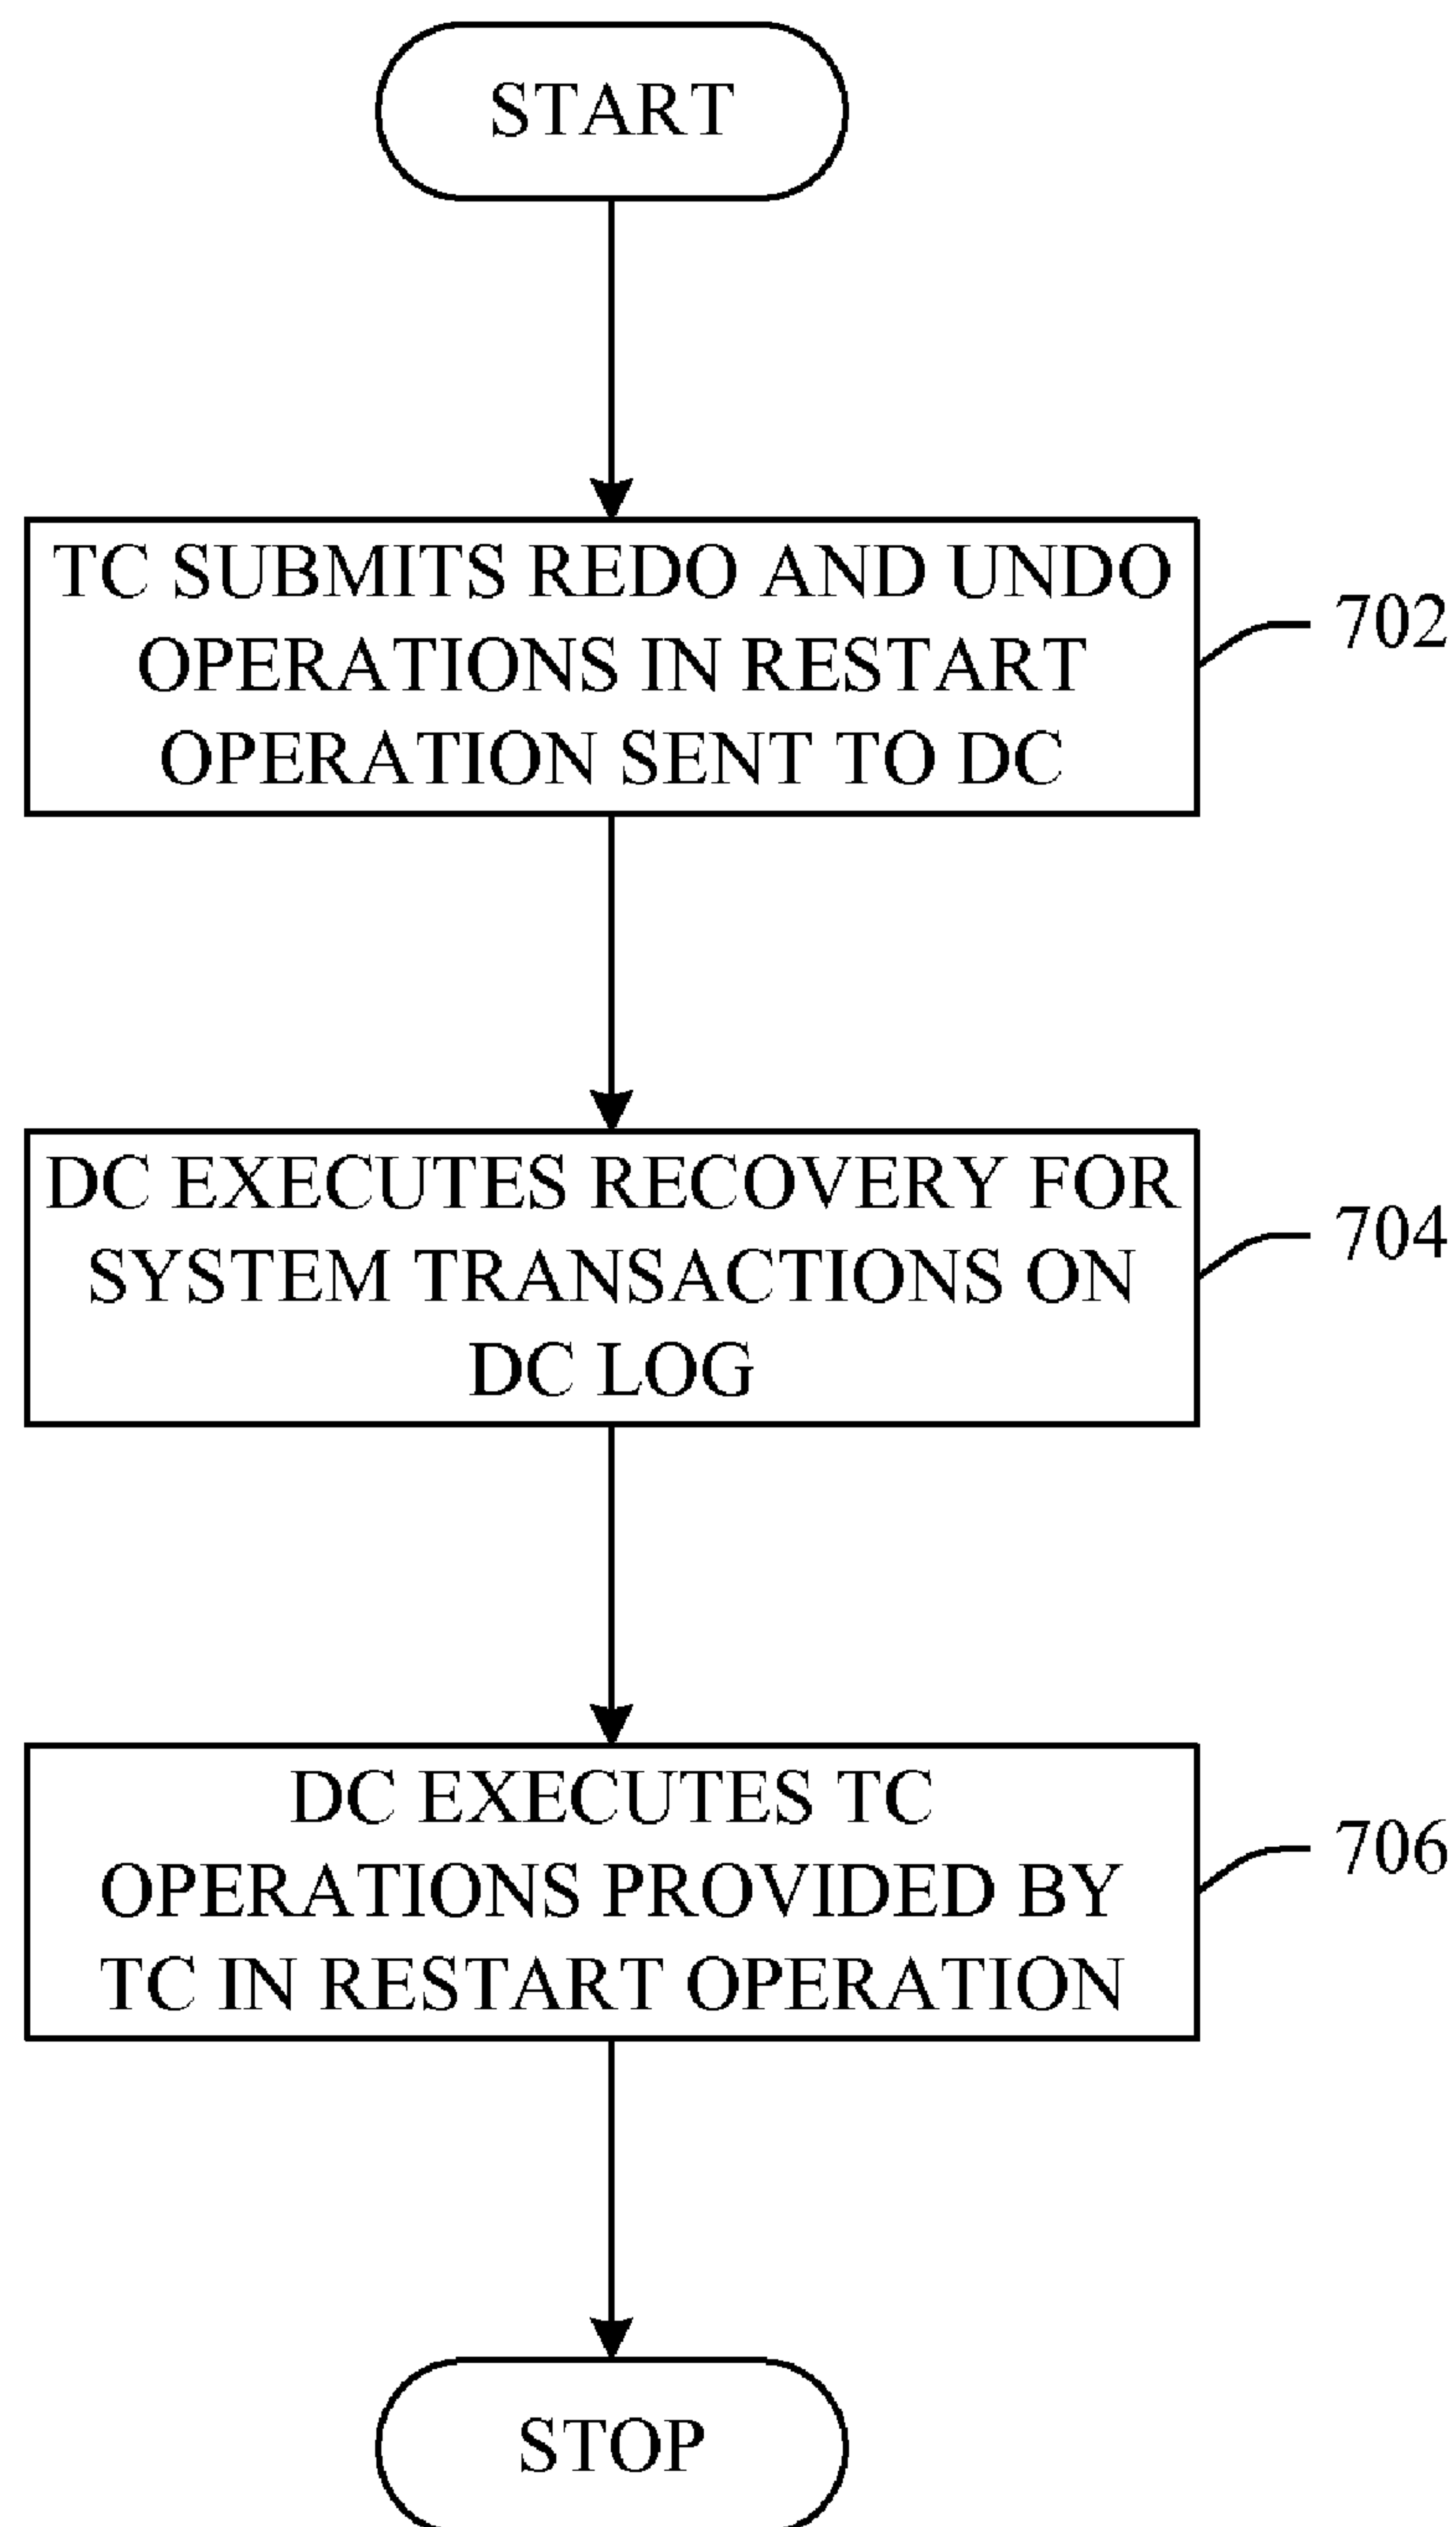 START
TC SUBMITS REDO AND UNDO
OPERATIONS IN RESTART
OPERATION SENT TO DC
702
DC EXECUTES RECOVERY FOR
SYSTEM TRANSACTIONS ON
DC LOG
704
DC EXECUTES TC
OPERATIONS PROVIDED BY
TC IN RESTART OPERATION
706
STOP